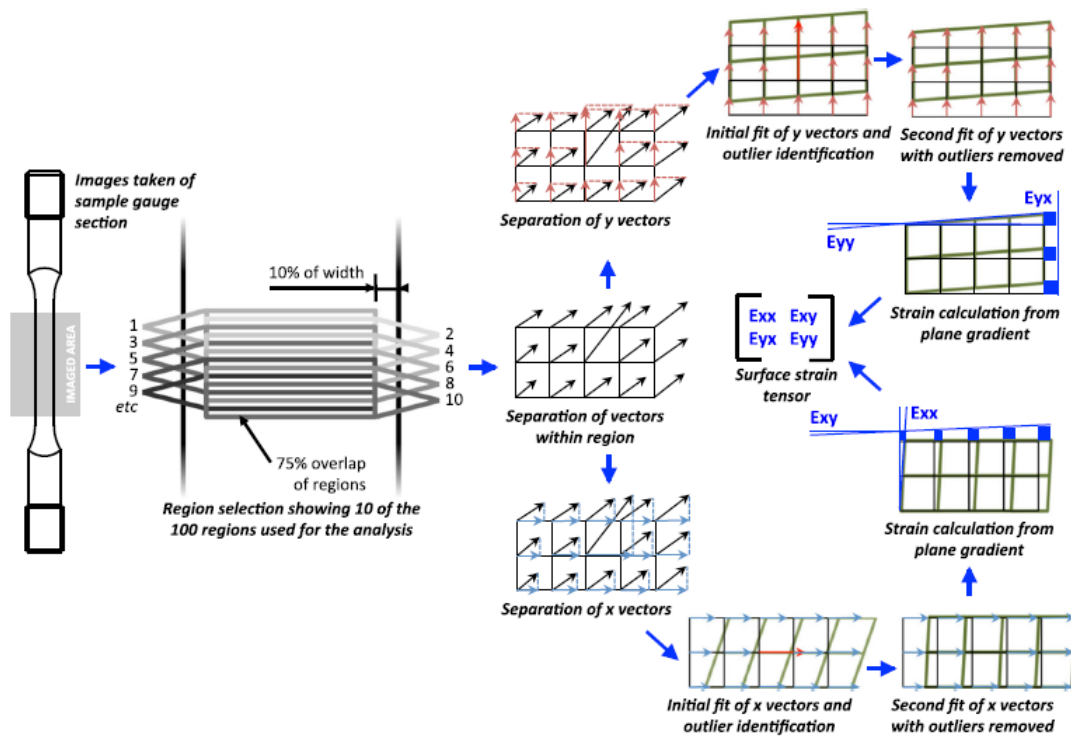 Images taken of
sample gauge
section
IMAGED AREA
10% of width
1
3
5
7
9
etc
2
4
6
8
10
75% overlap
of regions
Region selection showing 10 of the
100 regions used for the analysis
Separation of y vectors
Separation of vectors
within region
Separation of x vectors
Initial fit of y vectors and
outlier identification
Second fit of y vectors
with outliers removed
Eyx
Eyy
Strain calculation from
plane gradient
Exx Exy
Eyx Eyy
Surface strain
tensor
Exy
Exx
Strain calculation from
plane gradient
Initial fit of x vectors and
outlier identification
Second fit of x vectors
with outliers removed